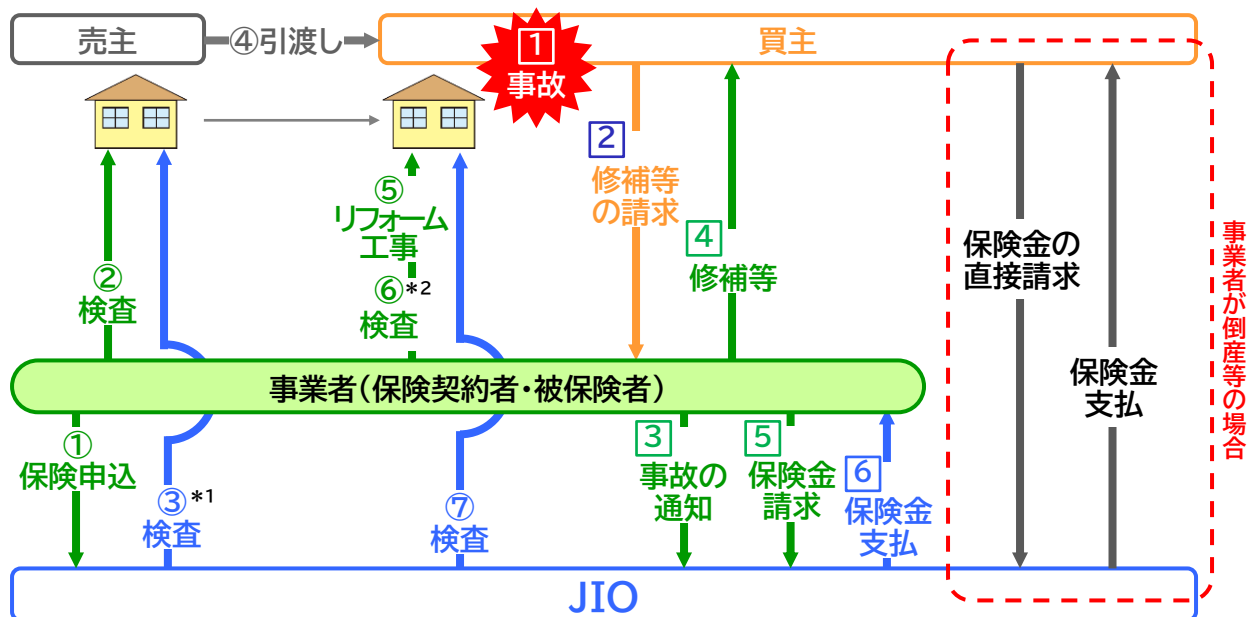 売主
④引渡し
買主
1
事故
2
修補等
の請求
4
修補等
⑤
リフォーム
工事
⑥*2
検査
②
検査
保険金の
直接請求
保険金
支払
事業者が倒産等の場合
事業者(保険契約者・被保険者)
①
保険申込
③*1
検査
⑦
検査
3
事故の
通知
5
保険金
請求
6
保険金
支払
JIO